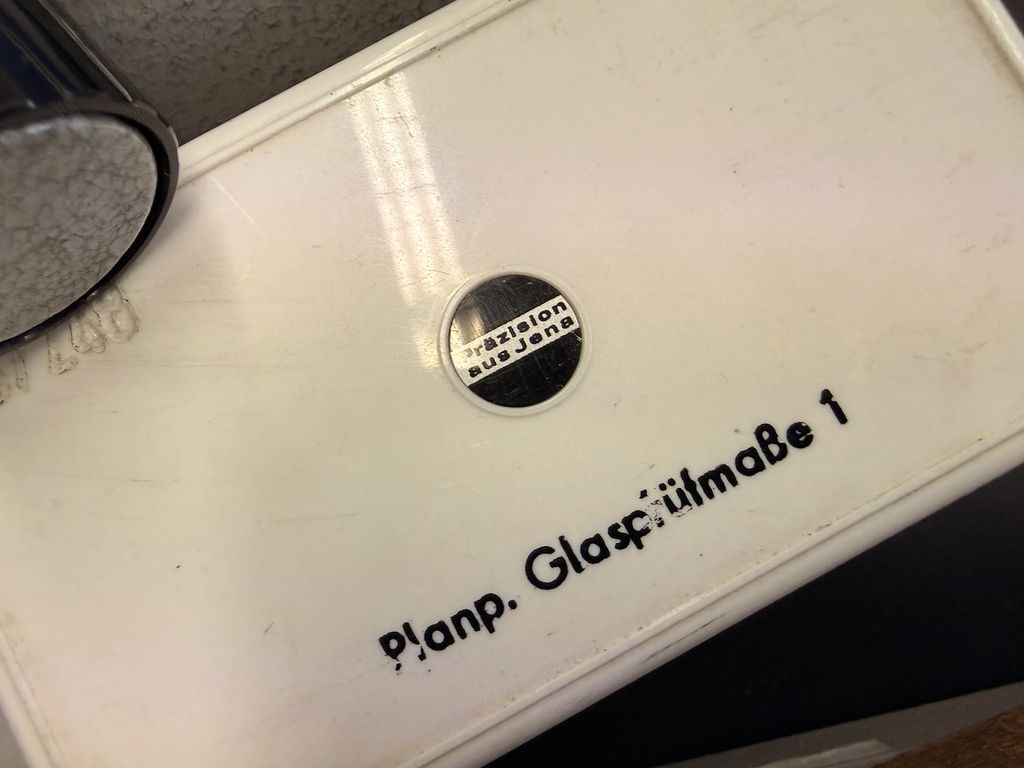 Präzision
aus Jena
Planp. Glasprüfmaße 1